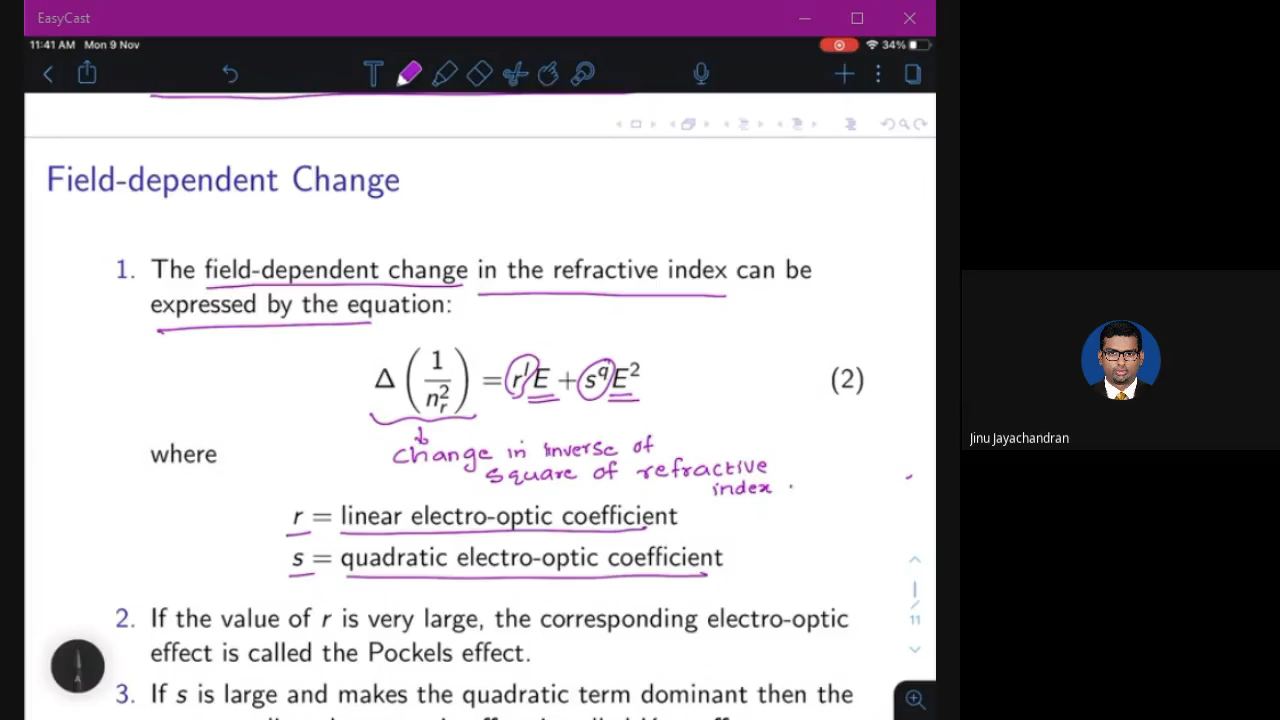 EasyCast
11:41 AM Mon 9 Nov
34%
Field-dependent Change
1. The field-dependent change in the refractive index can be
expressed by the equation:
Δ(1/n_r^2) = r^l E + s^q E^2 (2)
change in inverse of
square of refractive
index.
where
r = linear electro-optic coefficient
s = quadratic electro-optic coefficient
2. If the value of r is very large, the corresponding electro-optic
effect is called the Pockels effect.
3. If s is large and makes the quadratic term dominant then the
11
Jinu Jayachandran